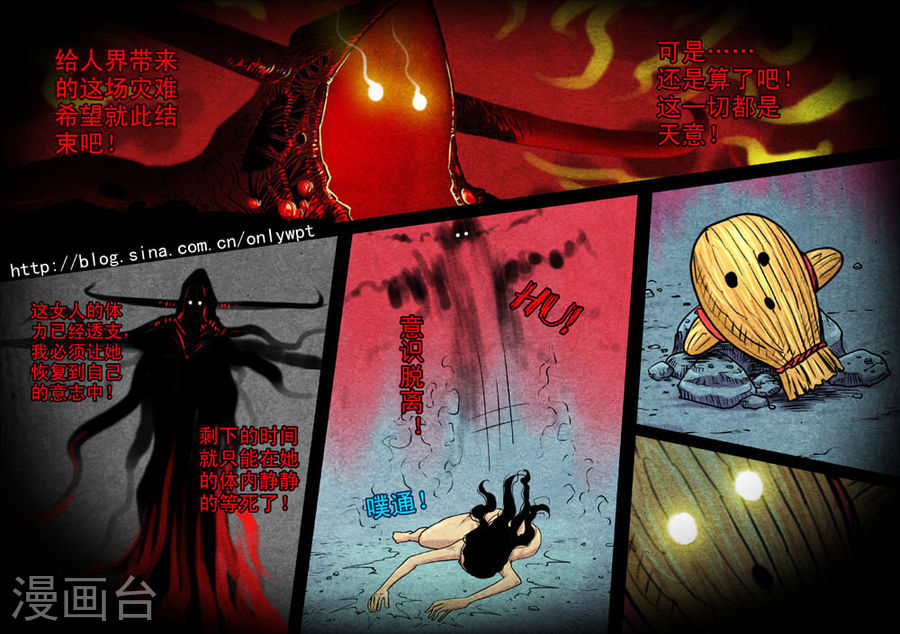 给人界带来
的这场灾难
希望就此结
束吧！
可是……
还是算了吧！
这一切都是
天意！
http://blog.sina.com.cn/onlywpt
这女人的体
力已经透支，
我必须让她
恢复到自己
的意志中！
剩下的时间
就只能在她
的体内静静
的等死了！
意识脱离！
HU!
噗通！
漫画台